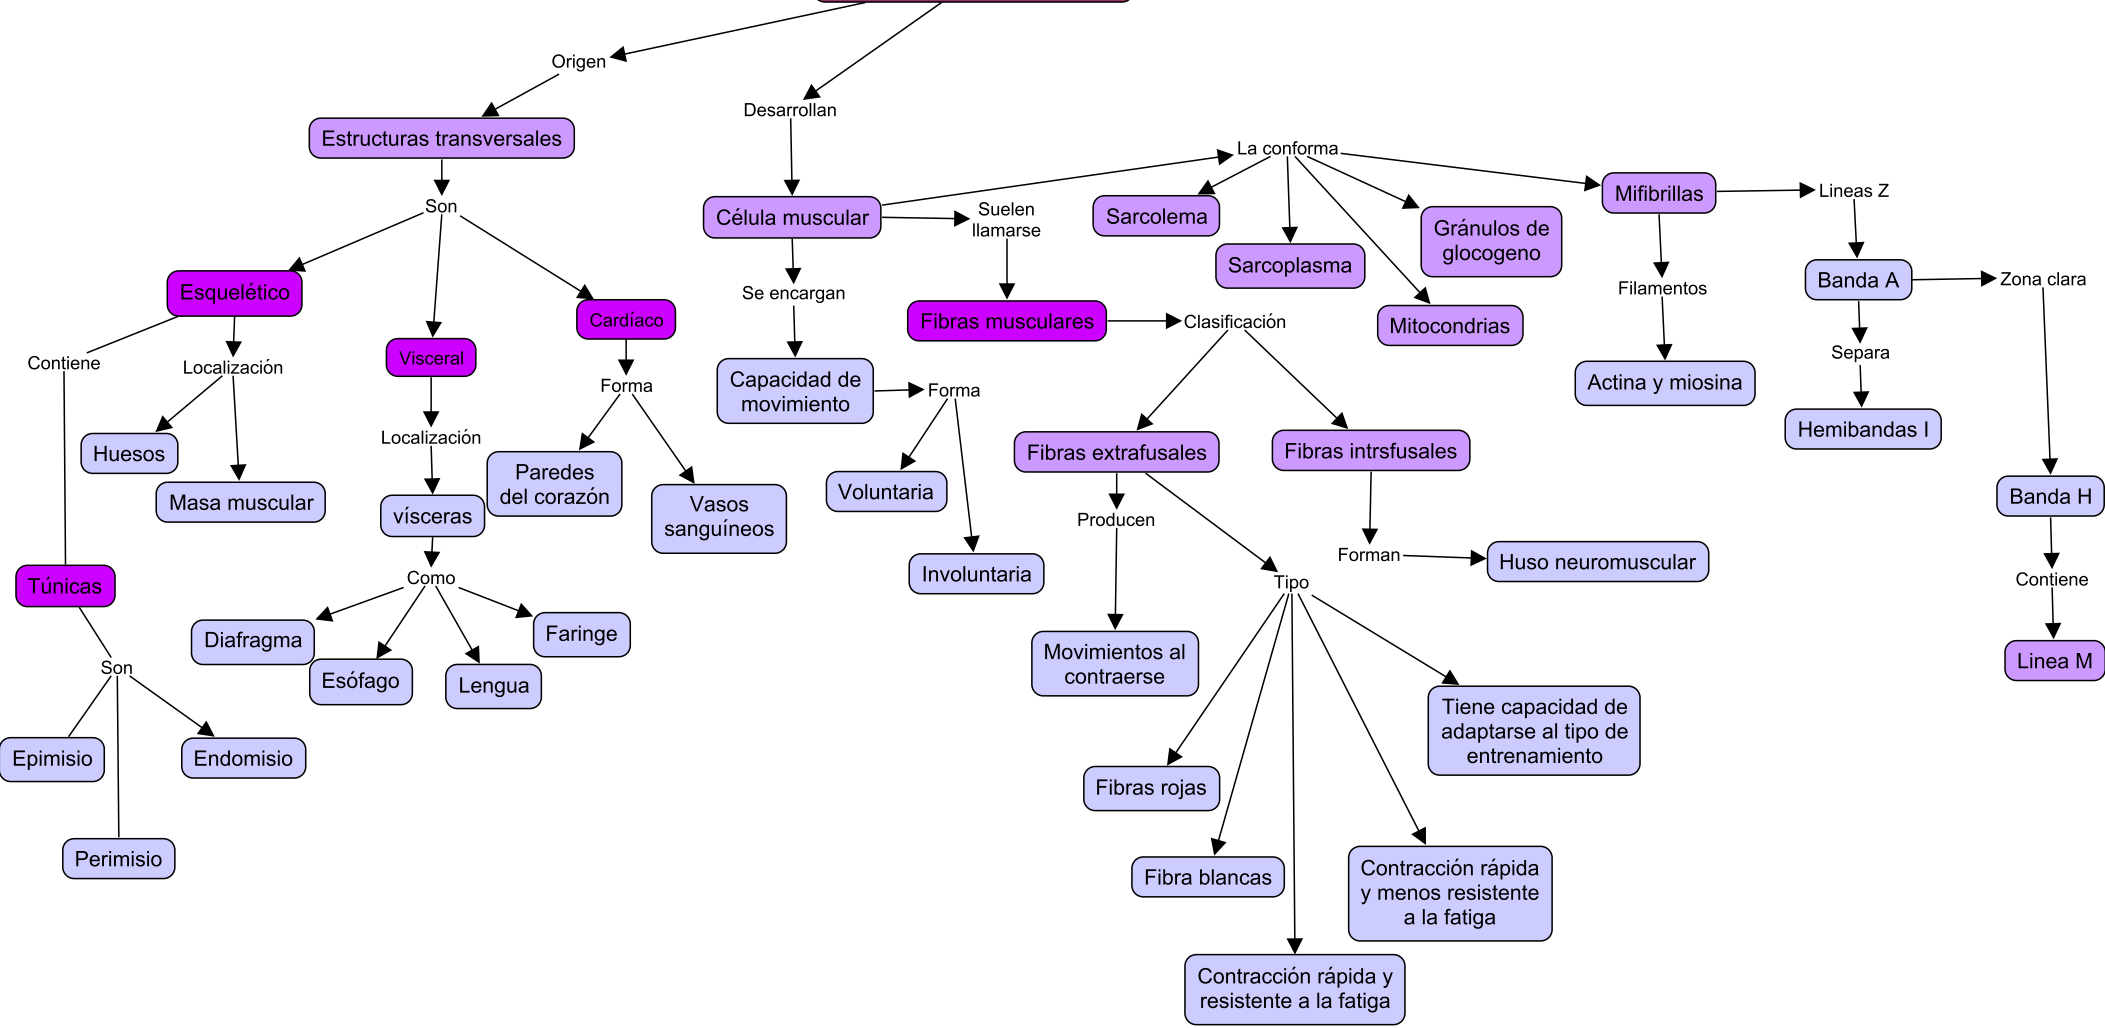 Origen
Desarrollan
Estructuras transversales
La conforma
Son
Célula muscular
Suelen
llamarse
Sarcolema
Sarcoplasma
Gránulos de
glocogeno
Mitocondrias
Mifibrillas
Lineas Z
Filamentos
Actina y miosina
Banda A
Zona clara
Separa
Hemibandas I
Banda H
Contiene
Linea M
Esquelético
Visceral
Cardíaco
Contiene
Localización
Huesos
Masa muscular
Túnicas
Son
Epimisio
Endomisio
Perimisio
Localización
vísceras
Como
Diafragma
Esófago
Lengua
Faringe
Forma
Paredes
del corazón
Vasos
sanguíneos
Se encargan
Capacidad de
movimiento
Forma
Voluntaria
Involuntaria
Fibras musculares
Clasificación
Fibras extrafusales
Fibras intrsfusales
Producen
Movimientos al
contraerse
Forman
Huso neuromuscular
Tipo
Fibras rojas
Fibra blancas
Contracción rápida y
resistente a la fatiga
Contracción rápida
y menos resistente
a la fatiga
Tiene capacidad de
adaptarse al tipo de
entrenamiento